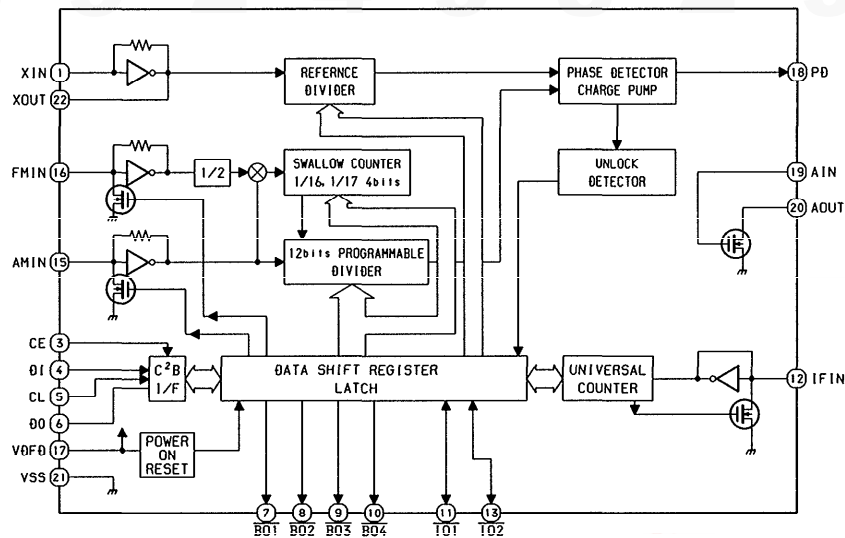 XIN 1
XOUT 22
REFERNCE
DIVIDER
PHASE DETECTOR
CHARGE PUMP
18 PD
FMIN 16
1/2
SWALLOW COUNTER
1/16, 1/17 4bits
UNLOCK
DETECTOR
19 AIN
20 AOUT
AMIN 15
12bits PROGRAMMABLE
DIVIDER
CE 3
DI 4
CL 5
DO 6
C²B
I/F
DATA SHIFT REGISTER
LATCH
UNIVERSAL
COUNTER
12 IFIN
VDFD 17
VSS 21
POWER
ON
RESET
7 8 9 10 11 13
BO1 BO2 BO3 BO4 IO1 IO2